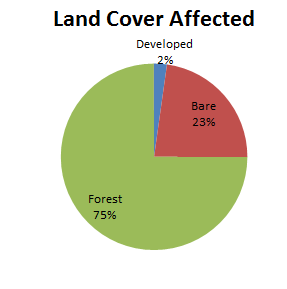 Land Cover Affected
Developed
2%
Bare
23%
Forest
75%